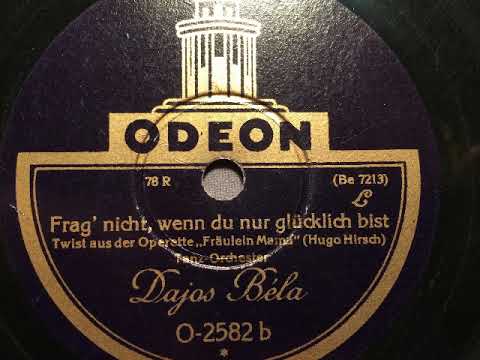 ODEON
78 R
(Be 7213)
L
Frag' nicht, wenn du nur glücklich bist
Twist aus der Operette „Fräulein Mama" (Hugo Hirsch)
Tanz-Orchester
Dajos Béla
O-2582 b
*